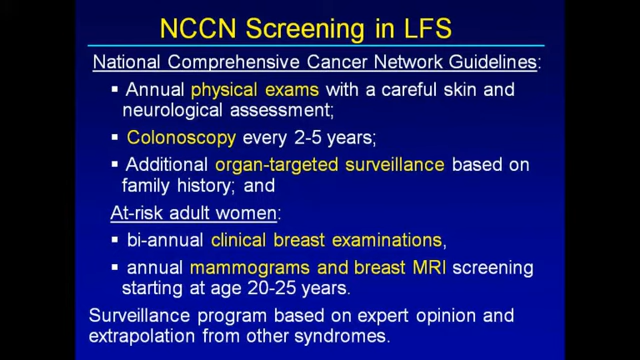 NCCN Screening in LFS
National Comprehensive Cancer Network Guidelines:
▪ Annual physical exams with a careful skin and
neurological assessment;
▪ Colonoscopy every 2-5 years;
▪ Additional organ-targeted surveillance based on
family history; and
At-risk adult women:
▪ bi-annual clinical breast examinations,
▪ annual mammograms and breast MRI screening
starting at age 20-25 years.
Surveillance program based on expert opinion and
extrapolation from other syndromes.